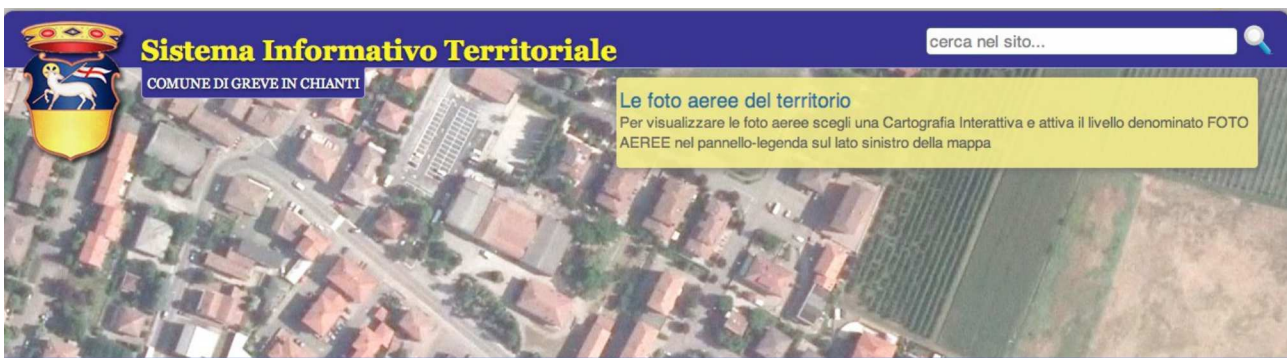 Sistema Informativo Territoriale
cerca nel sito...
COMUNE DI GREVE IN CHIANTI
Le foto aeree del territorio
Per visualizzare le foto aeree scegli una Cartografia Interattiva e attiva il livello denominato FOTO
AEREE nel pannello-legenda sul lato sinistro della mappa